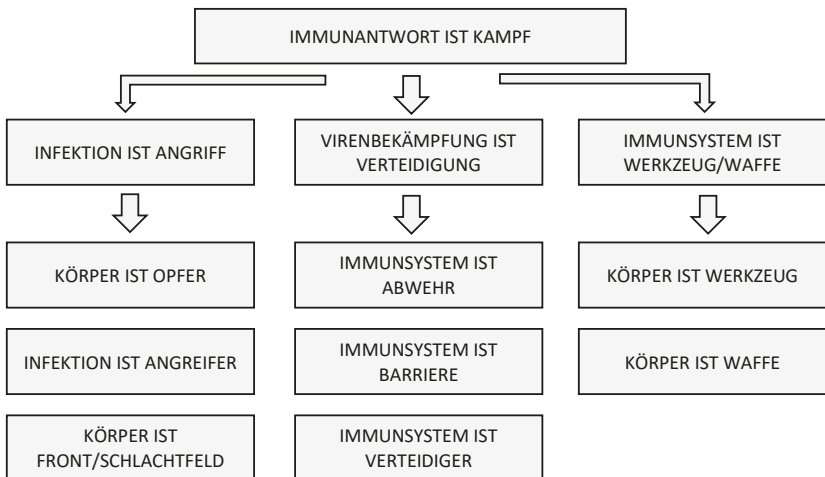 IMMUNANTWORT IST KAMPF
INFEKTION IST ANGRIFF
VIRENBEKÄMPFUNG IST
VERTEIDIGUNG
IMMUNSYSTEM IST
WERKZEUG/WAFFE
KÖRPER IST OPFER
IMMUNSYSTEM IST
ABWEHR
KÖRPER IST WERKZEUG
INFEKTION IST ANGREIFER
IMMUNSYSTEM IST
BARRIERE
KÖRPER IST WAFFE
KÖRPER IST
FRONT/SCHLACHTFELD
IMMUNSYSTEM IST
VERTEIDIGER